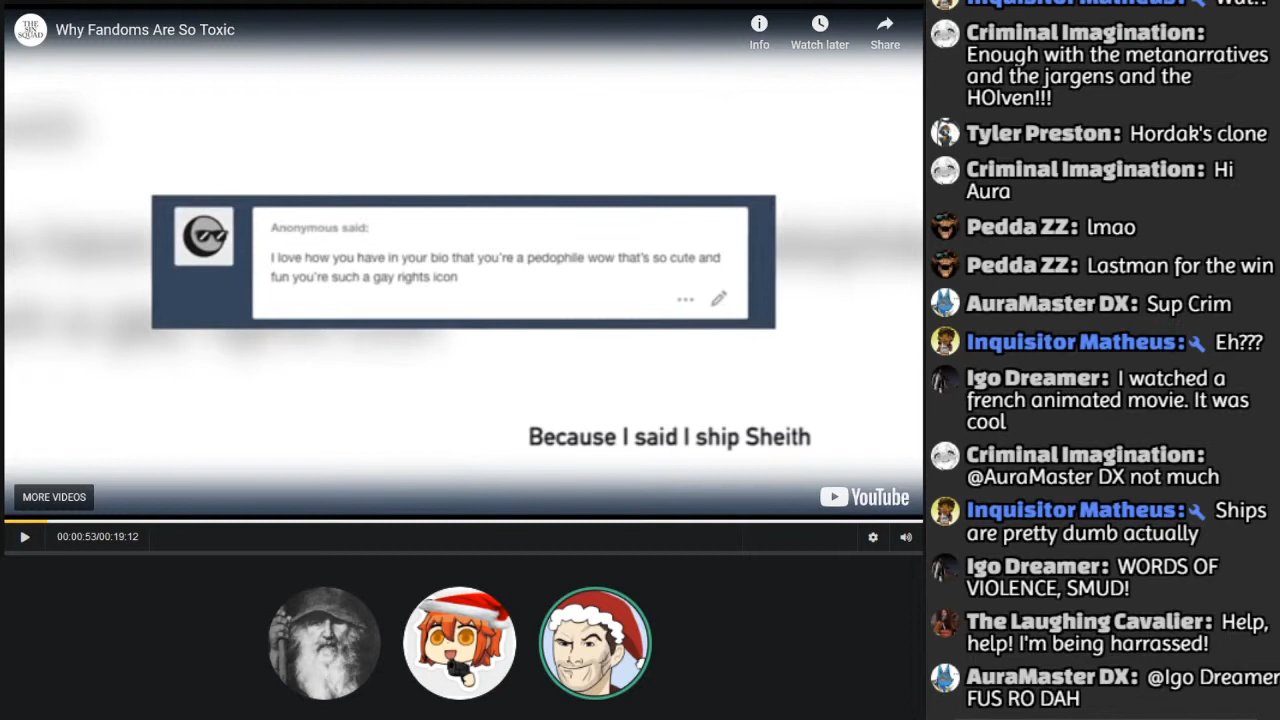 THE
SIN
SQUAD
Why Fandoms Are So Toxic
Info
Watch later
Share
Anonymous said:
I love how you have in your bio that you're a pedophile wow that's so cute and
fun you're such a gay rights icon
Because I said I ship Sheith
MORE VIDEOS
YouTube
00:00:53/00:19:12
Criminal Imagination:
Enough with the metanarratives
and the jargens and the
HOIven!!!
Tyler Preston: Hordak's clone
Criminal Imagination: Hi
Aura
Pedda ZZ: lmao
Pedda ZZ: Lastman for the win
AuraMaster DX: Sup Crim
Inquisitor Matheus: Eh???
Igo Dreamer: I watched a
french animated movie. It was
cool
Criminal Imagination:
@AuraMaster DX not much
Inquisitor Matheus: Ships
are pretty dumb actually
Igo Dreamer: WORDS OF
VIOLENCE, SMUD!
The Laughing Cavalier: Help,
help! I'm being harrassed!
AuraMaster DX: @Igo Dreamer
FUS RO DAH